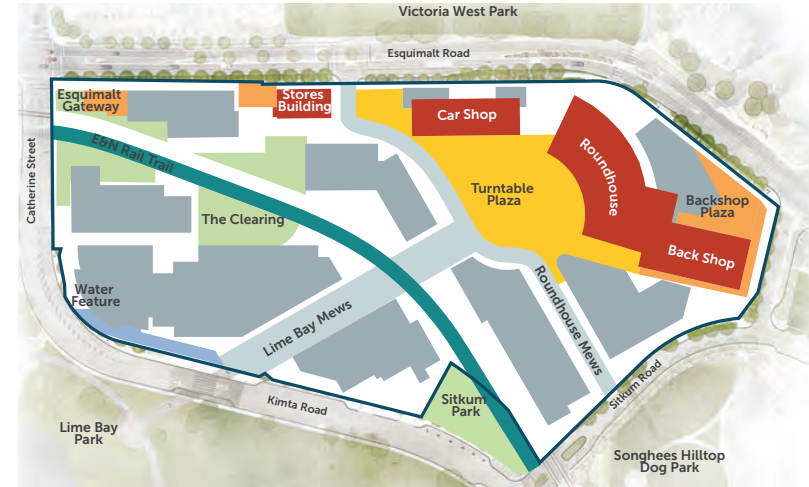 Victoria West Park
Esquimalt Road
Esquimalt
Gateway
Stores
Building
Car Shop
E&N Rail Trail
Catherine Street
Roundhouse
Turntable
Plaza
Backshop
Plaza
The Clearing
Back Shop
Water
Feature
Lime Bay Mews
Roundhouse Mews
Kimta Road
Sitkum
Park
Sitkum Road
Lime Bay
Park
Songhees Hilltop
Dog Park